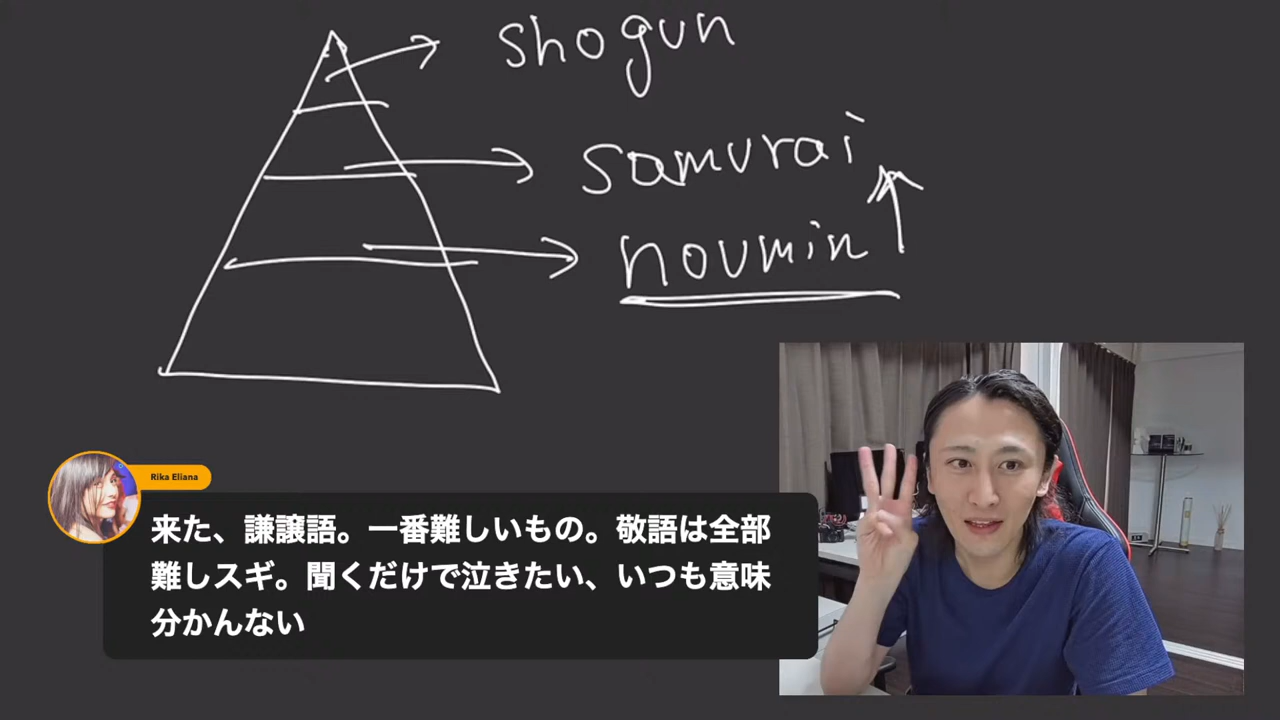 shogun
samurai
noumin
Rika Eliana
来た、謙譲語。一番難しいもの。敬語は全部
難しスギ。聞くだけで泣きたい、いつも意味
分かんない